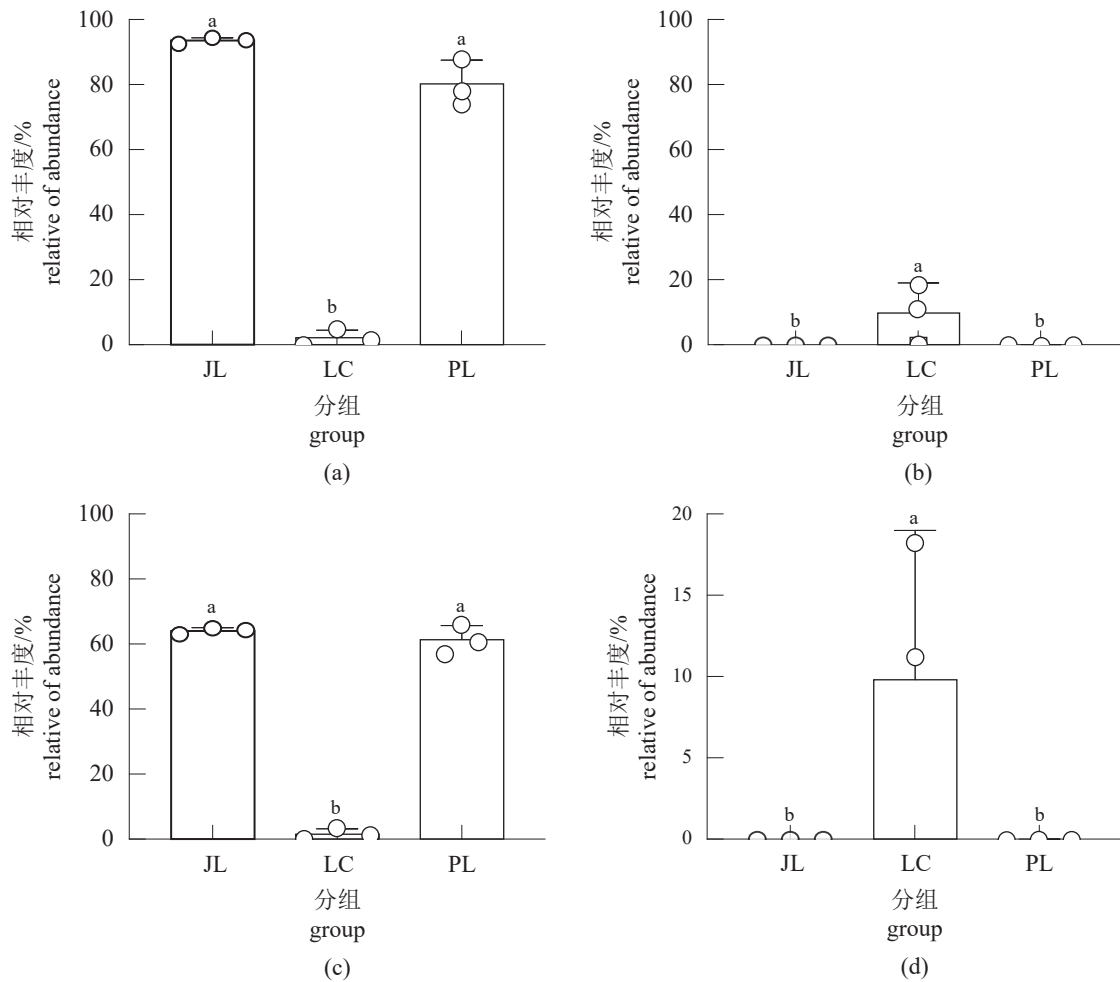 100
80
60
40
20
0
相对丰度/%
relative of abundance
a
b
a
JL
LC
PL
分组
group
(a)
100
80
60
40
20
0
相对丰度/%
relative of abundance
b
a
b
JL
LC
PL
分组
group
(b)
100
80
60
40
20
0
相对丰度/%
relative of abundance
a
b
a
JL
LC
PL
分组
group
(c)
20
15
10
5
0
相对丰度/%
relative of abundance
b
a
b
JL
LC
PL
分组
group
(d)